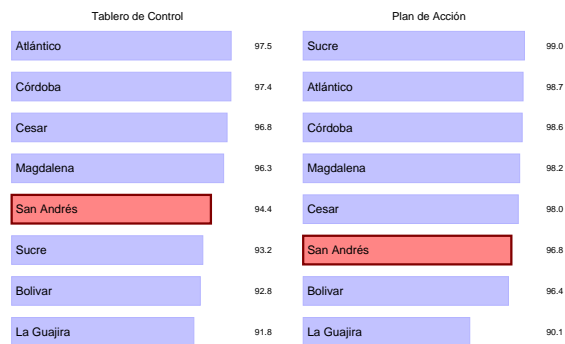 Tablero de Control
Atlántico 97.5
Córdoba 97.4
Cesar 96.8
Magdalena 96.3
San Andrés 94.4
Sucre 93.2
Bolivar 92.8
La Guajira 91.8
Plan de Acción
Sucre 99.0
Atlántico 98.7
Córdoba 98.6
Magdalena 98.2
Cesar 98.0
San Andrés 96.8
Bolivar 96.4
La Guajira 90.1